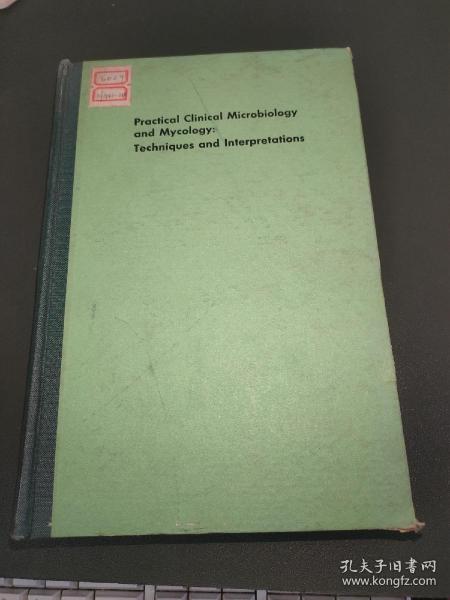 Practical Clinical Microbiology
and Mycology:
Techniques and Interpretations
孔夫子旧书网
www.kongfz.com